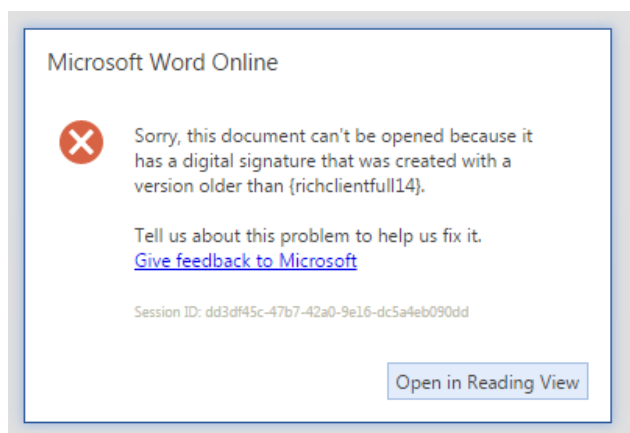 Microsoft Word Online
Sorry, this document can't be opened because it
has a digital signature that was created with a
version older than {richclientfull14}.
Tell us about this problem to help us fix it.
Give feedback to Microsoft
Session ID: dd3df45c-47b7-42a0-9e16-dc5a4eb090dd
Open in Reading View